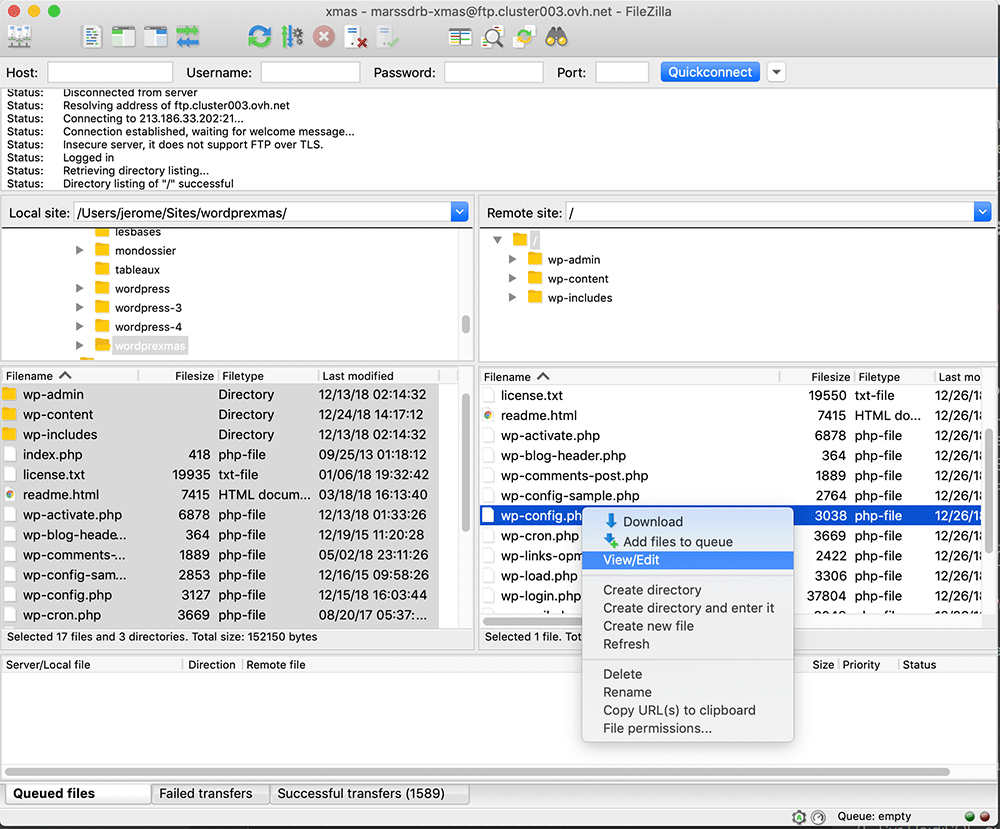 xmas - marssdrb-xmas@ftp.cluster003.ovh.net - FileZilla
Host: Username: Password: Port: Quickconnect
Status: Disconnected from server
Status: Resolving address of ftp.cluster003.ovh.net
Status: Connecting to 213.186.33.202:21...
Status: Connection established, waiting for welcome message...
Status: Insecure server, it does not support FTP over TLS.
Status: Logged in
Status: Retrieving directory listing...
Status: Directory listing of "/" successful
Local site: /Users/jerome/Sites/wordprexmas/
lesbases
mondossier
tableaux
wordpress
wordpress-3
wordpress-4
wordprexmas
Remote site: /
/
wp-admin
wp-content
wp-includes
Filename Filesize Filetype Last modified
wp-admin Directory 12/13/18 02:14:32
wp-content Directory 12/24/18 14:17:12
wp-includes Directory 12/13/18 02:14:32
index.php 418 php-file 09/25/13 01:18:12
license.txt 19935 txt-file 01/06/18 19:32:42
readme.html 7415 HTML docum... 03/18/18 16:13:40
wp-activate.php 6878 php-file 12/13/18 01:33:26
wp-blog-heade... 364 php-file 12/19/15 11:20:28
wp-comments-... 1889 php-file 05/02/18 23:11:26
wp-config-sam... 2853 php-file 12/16/15 09:58:26
wp-config.php 3127 php-file 12/15/18 16:03:44
wp-cron.php 3669 php-file 08/20/17 05:37:...
Selected 17 files and 3 directories. Total size: 152150 bytes
Filename Filesize Filetype Last mo
license.txt 19550 txt-file 12/26/18
readme.html 7415 HTML do... 12/26/18
wp-activate.php 6878 php-file 12/26/18
wp-blog-header.php 364 php-file 12/26/18
wp-comments-post.php 1889 php-file 12/26/18
wp-config-sample.php 2764 php-file 12/26/18
wp-config.ph 3038 php-file 12/26/18
wp-cron.php 3669 php-file 12/26/18
wp-links-opm 2422 php-file 12/26/18
wp-load.php 3306 php-file 12/26/18
wp-login.php 37804 php-file 12/26/18
Selected 1 file. Tot
Download
Add files to queue
View/Edit
Create directory
Create directory and enter it
Create new file
Refresh
Delete
Rename
Copy URL(s) to clipboard
File permissions...
Server/Local file Direction Remote file Size Priority Status
Queued files Failed transfers Successful transfers (1589)
Queue: empty